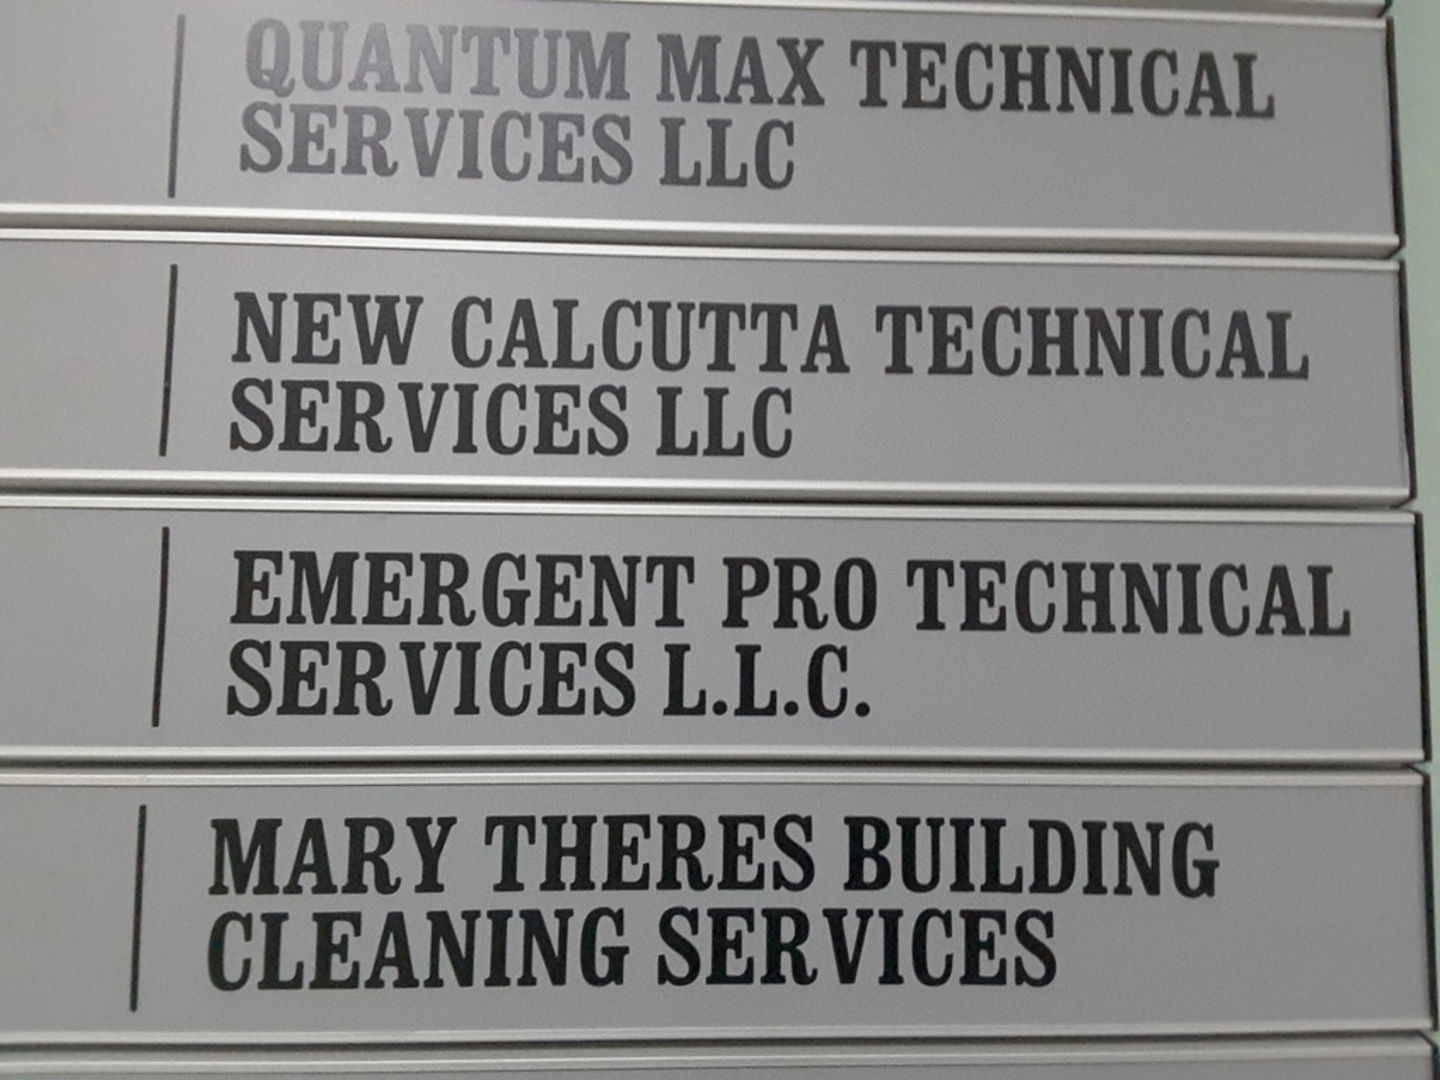 QUANTUM MAX TECHNICAL
SERVICES LLC
NEW CALCUTTA TECHNICAL
SERVICES LLC
EMERGENT PRO TECHNICAL
SERVICES L.L.C.
MARY THERES BUILDING
CLEANING SERVICES